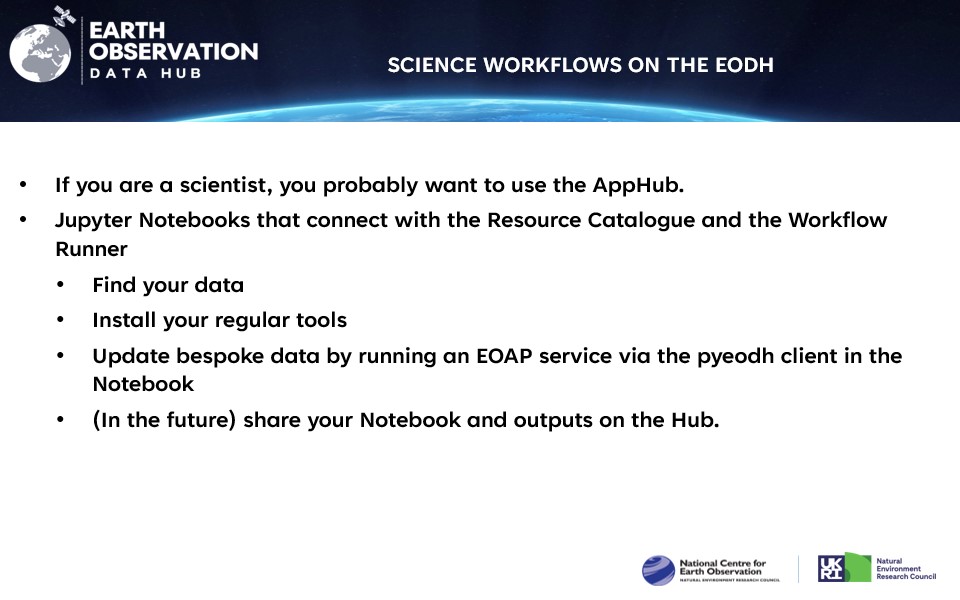 EARTH
OBSERVATION
DATA HUB
SCIENCE WORKFLOWS ON THE EODH
• If you are a scientist, you probably want to use the AppHub.
• Jupyter Notebooks that connect with the Resource Catalogue and the Workflow
Runner
• Find your data
• Install your regular tools
• Update bespoke data by running an EOAP service via the pyeodh client in the
Notebook
• (In the future) share your Notebook and outputs on the Hub.
National Centre for
Earth Observation
NATURAL ENVIRONMENT RESEARCH COUNCIL
UK
RI
Natural
Environment
Research Council